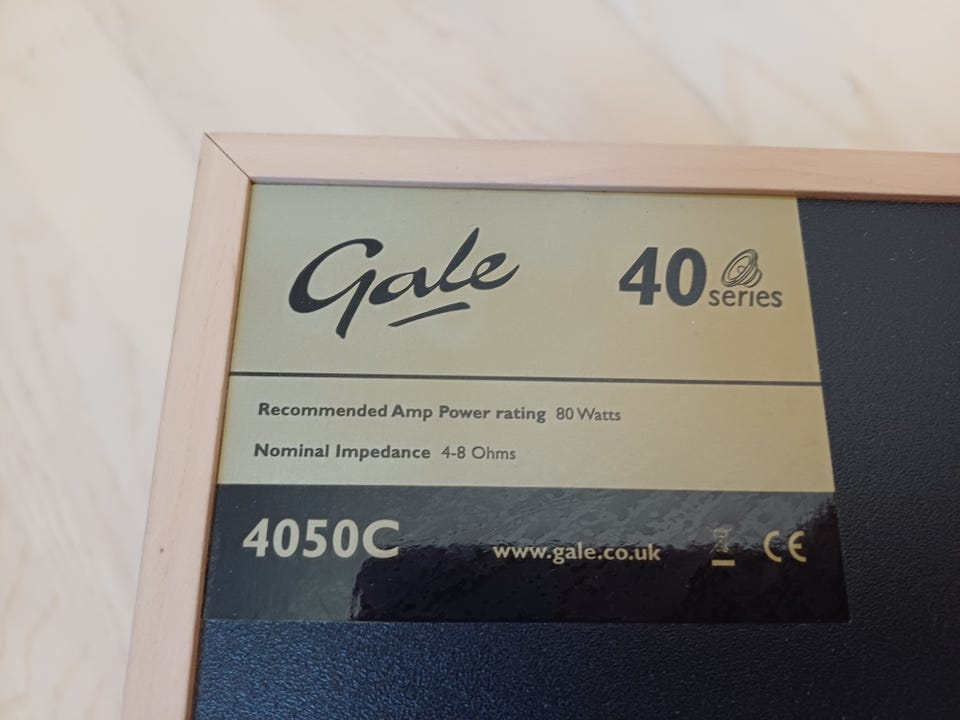 Gale
40 series
Recommended Amp Power rating 80 Watts
Nominal Impedance 4-8 Ohms
4050C www.gale.co.uk CE